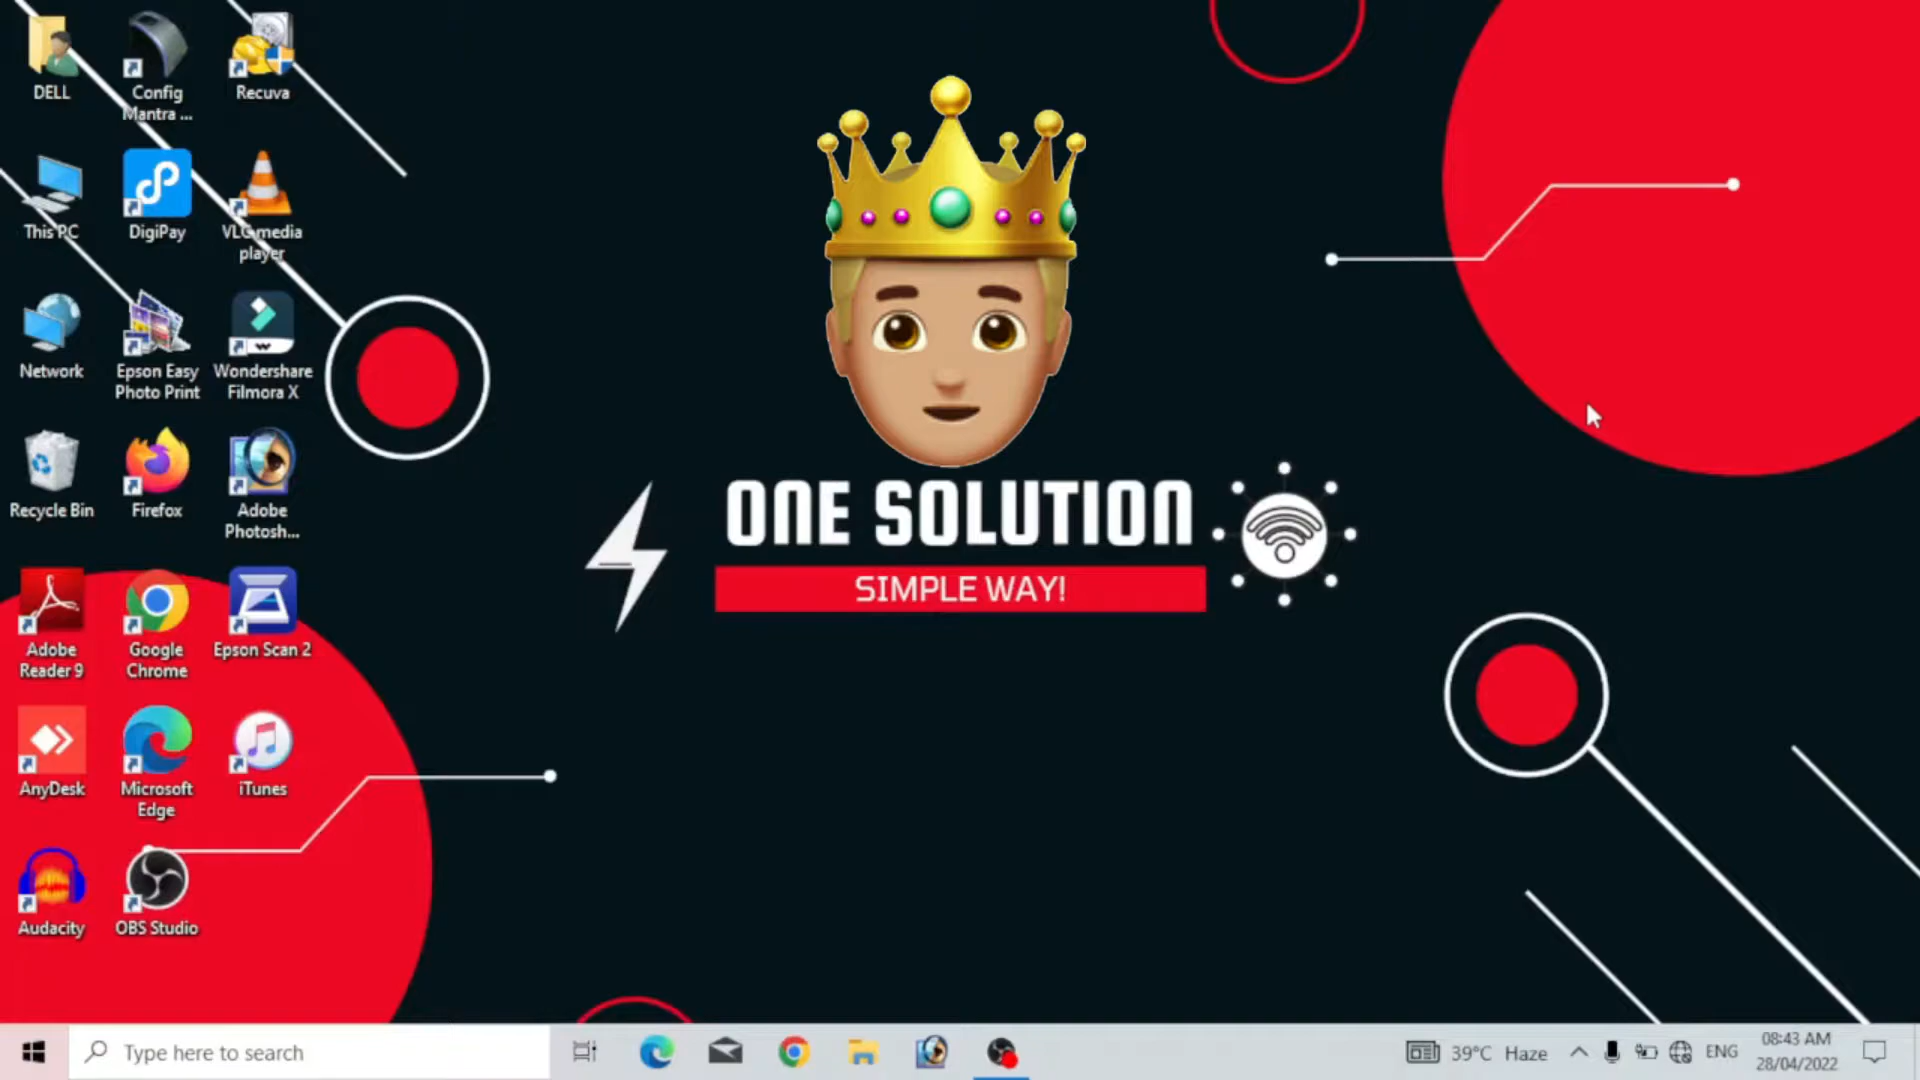 DELL
Config
Mantra ...
Recuva
This PC
DigiPay
VLC media
player
Network
Epson Easy
Photo Print
Wondershare
Filmora X
Recycle Bin
Firefox
Adobe
Photosh...
ONE SOLUTION
SIMPLE WAY!
Adobe
Reader 9
Google
Chrome
Epson Scan 2
AnyDesk
Microsoft
Edge
iTunes
Audacity
OBS Studio
Type here to search
39°C Haze
ENG
08:43 AM
28/04/2022